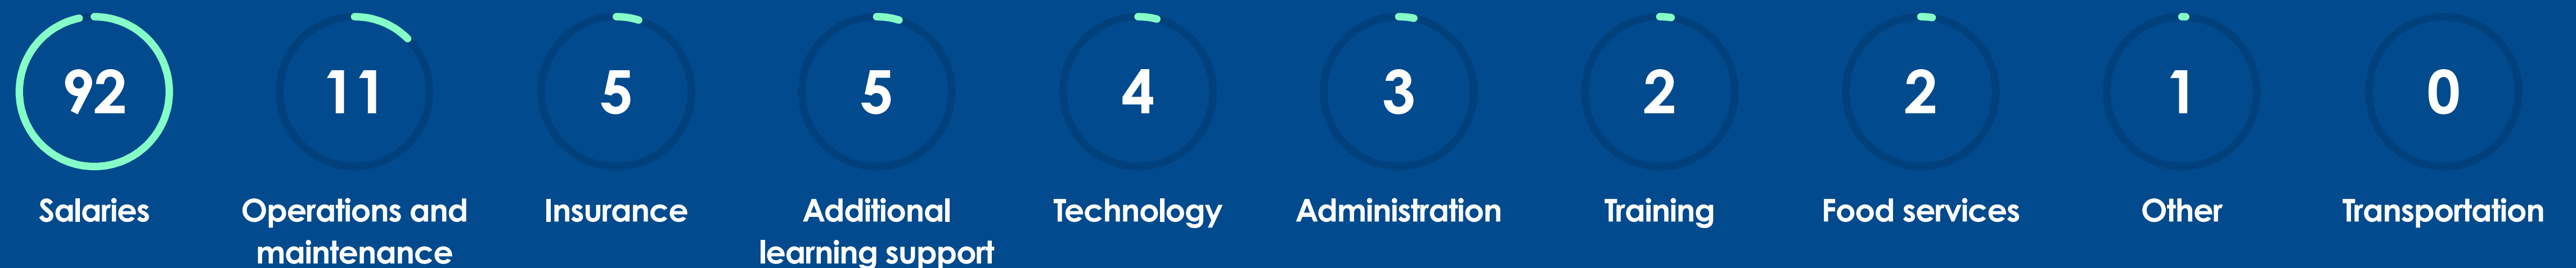 92
11
5
5
4
3
2
2
1
0
Salaries
Operations and
maintenance
Insurance
Additional
learning support
Technology
Administration
Training
Food services
Other
Transportation